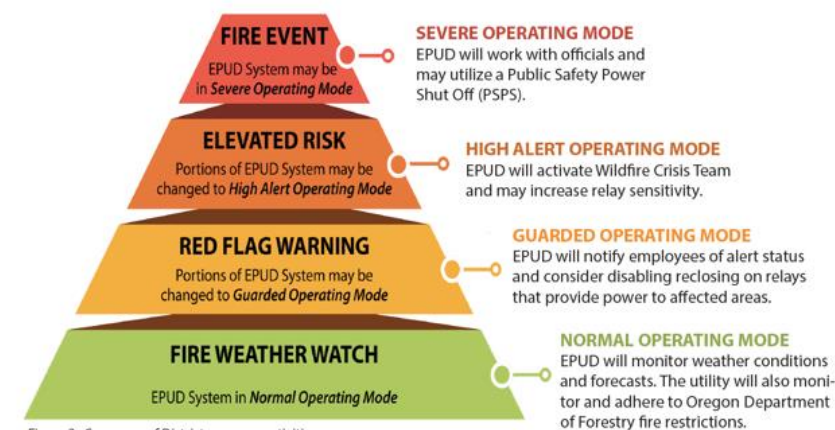 FIRE EVENT
EPUD System may be
in Severe Operating Mode
SEVERE OPERATING MODE
EPUD will work with officials and
may utilize a Public Safety Power
Shut Off (PSPS).
ELEVATED RISK
Portions of EPUD System may be
changed to High Alert Operating Mode
HIGH ALERT OPERATING MODE
EPUD will activate Wildfire Crisis Team
and may increase relay sensitivity.
RED FLAG WARNING
Portions of EPUD System may be
changed to Guarded Operating Mode
GUARDED OPERATING MODE
EPUD will notify employees of alert status
and consider disabling reclosing on relays
that provide power to affected areas.
FIRE WEATHER WATCH
EPUD System in Normal Operating Mode
NORMAL OPERATING MODE
EPUD will monitor weather conditions
and forecasts. The utility will also moni-
tor and adhere to Oregon Department
of Forestry fire restrictions.